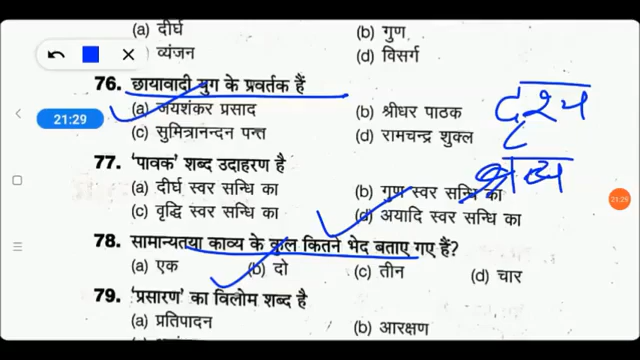 (a) दीर्घ (b) गुण
व्यंजन (d) विसर्ग
76. छायावादी युग के प्रवर्तक हैं
(a) जयशंकर प्रसाद (b) श्रीधर पाठक
(c) सुमित्रानन्दन पन्त (d) रामचन्द्र शुक्ल
दृश्य
श्रव्य
21:29
77. 'पावक' शब्द उदाहरण है
(a) दीर्घ स्वर सन्धि का (b) गुण स्वर सन्धि का
(c) वृद्धि स्वर सन्धि का (d) अयादि स्वर सन्धि का
21:29
78. सामान्यतया काव्य के कुल कितने भेद बताए गए हैं?
(a) एक (b) दो (c) तीन (d) चार
79. 'प्रसारण' का विलोम शब्द है
(a) प्रतिपादन (b) आरक्षण